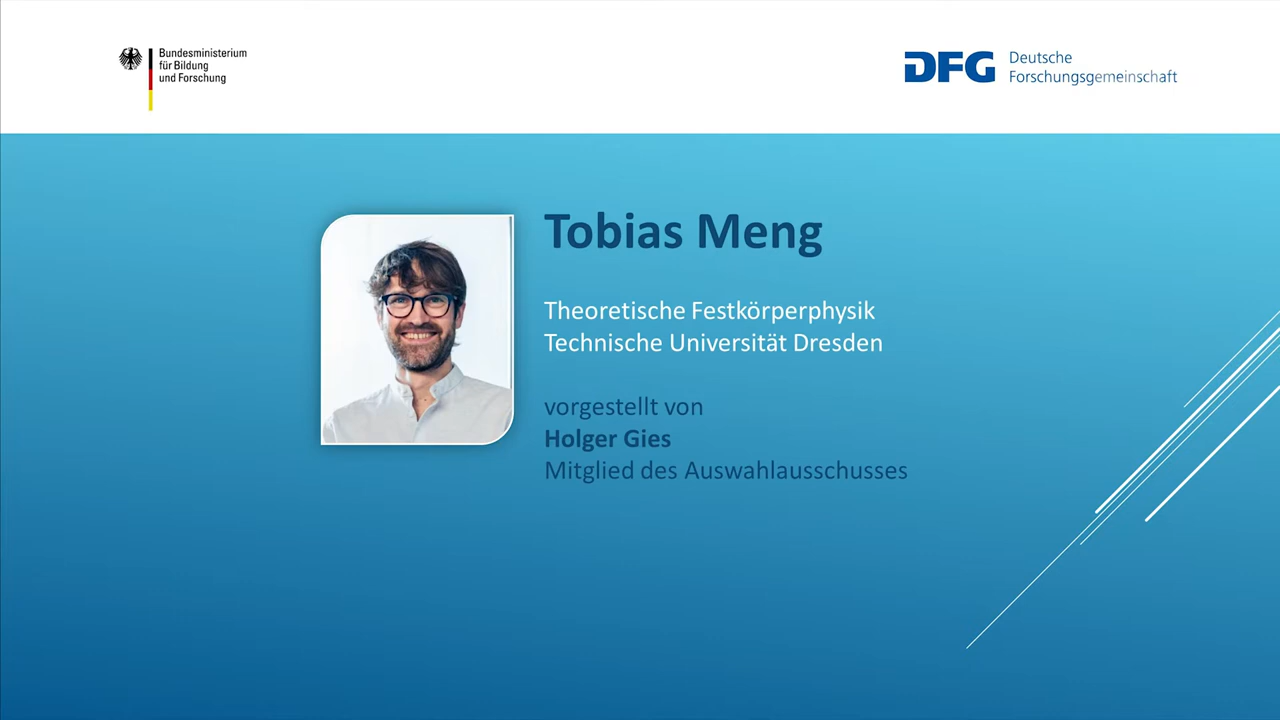 Bundesministerium
für Bildung
und Forschung
DFG
Deutsche
Forschungsgemeinschaft
Tobias Meng
Theoretische Festkörperphysik
Technische Universität Dresden
vorgestellt von
Holger Gies
Mitglied des Auswahlausschusses